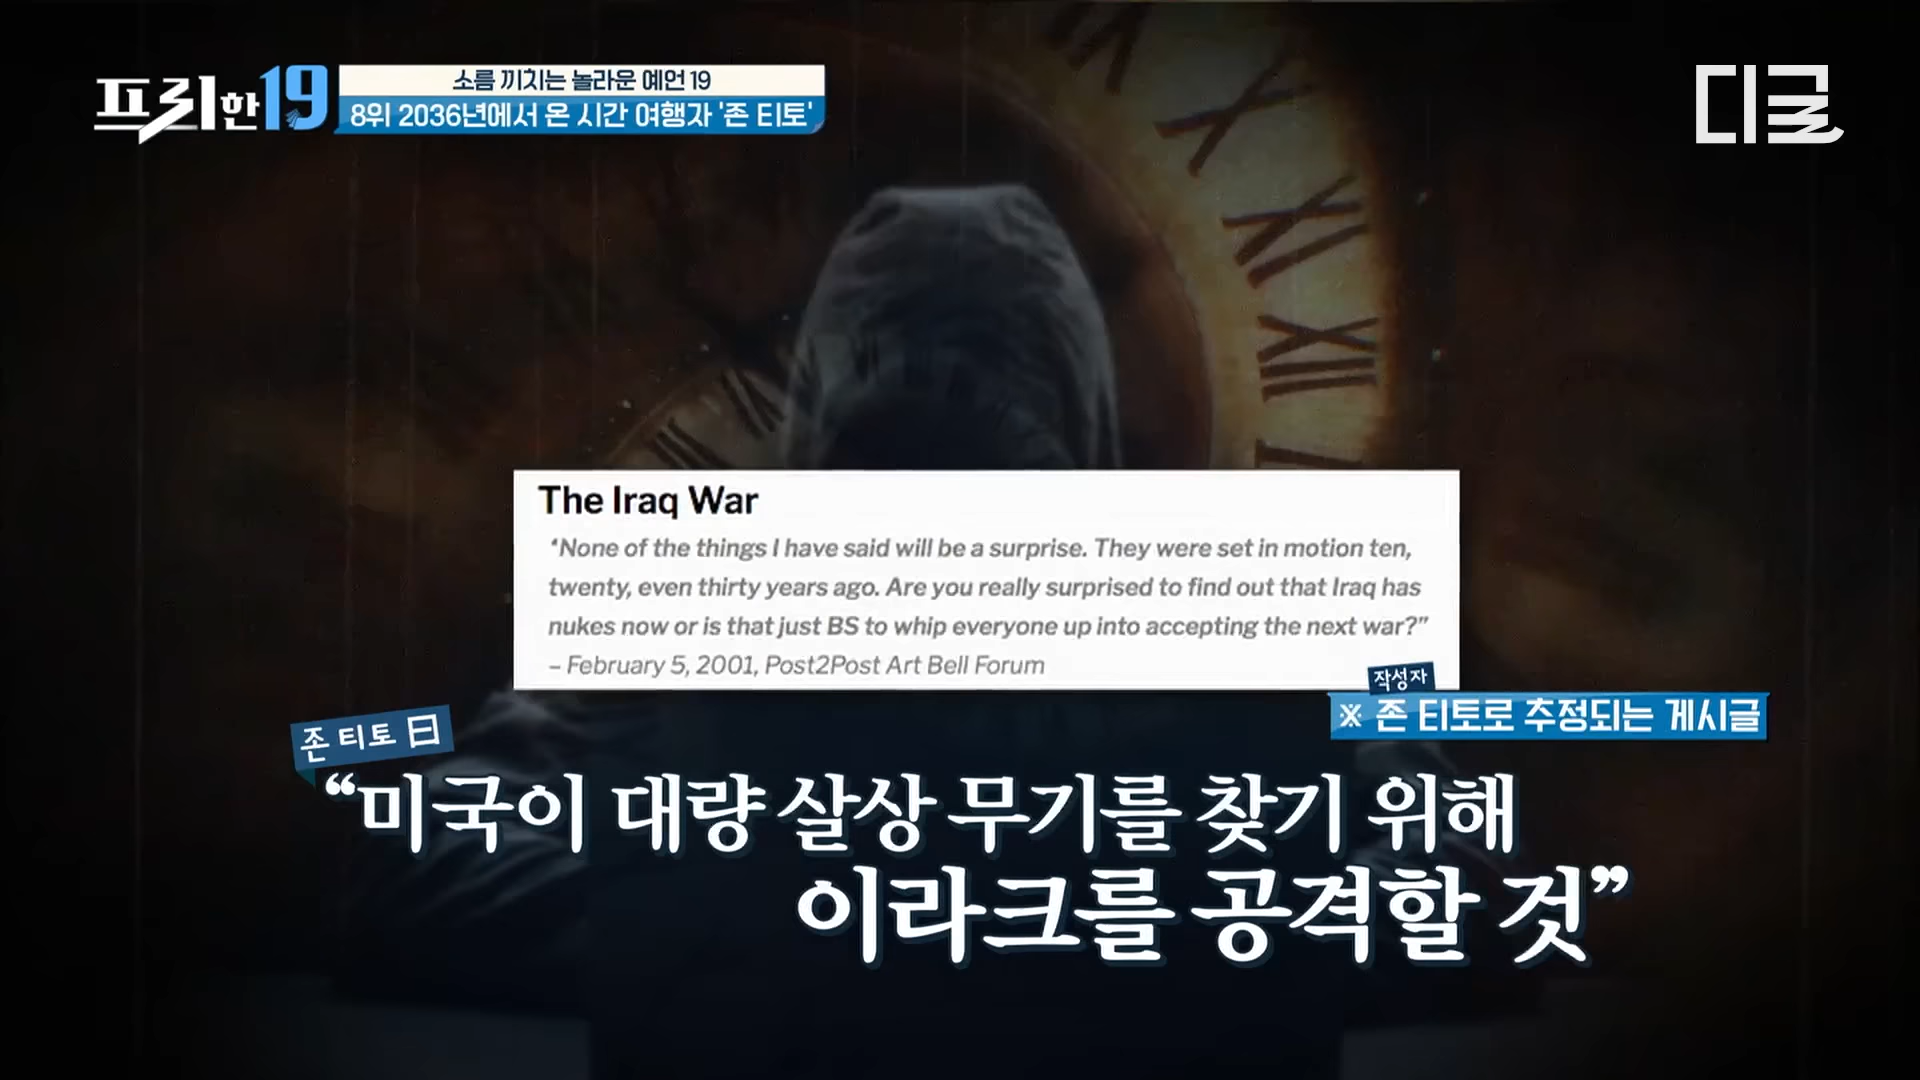 프리한19
소름 끼치는 놀라운 예언 19
8위 2036년에서 온 시간 여행자 '존 티토'
디글
The Iraq War
“None of the things I have said will be a surprise. They were set in motion ten,
twenty, even thirty years ago. Are you really surprised to find out that Iraq has
nukes now or is that just BS to whip everyone up into accepting the next war?”
– February 5, 2001, Post2Post Art Bell Forum
작성자
※ 존 티토로 추정되는 게시글
존 티토 曰
“미국이 대량 살상 무기를 찾기 위해
이라크를 공격할 것”